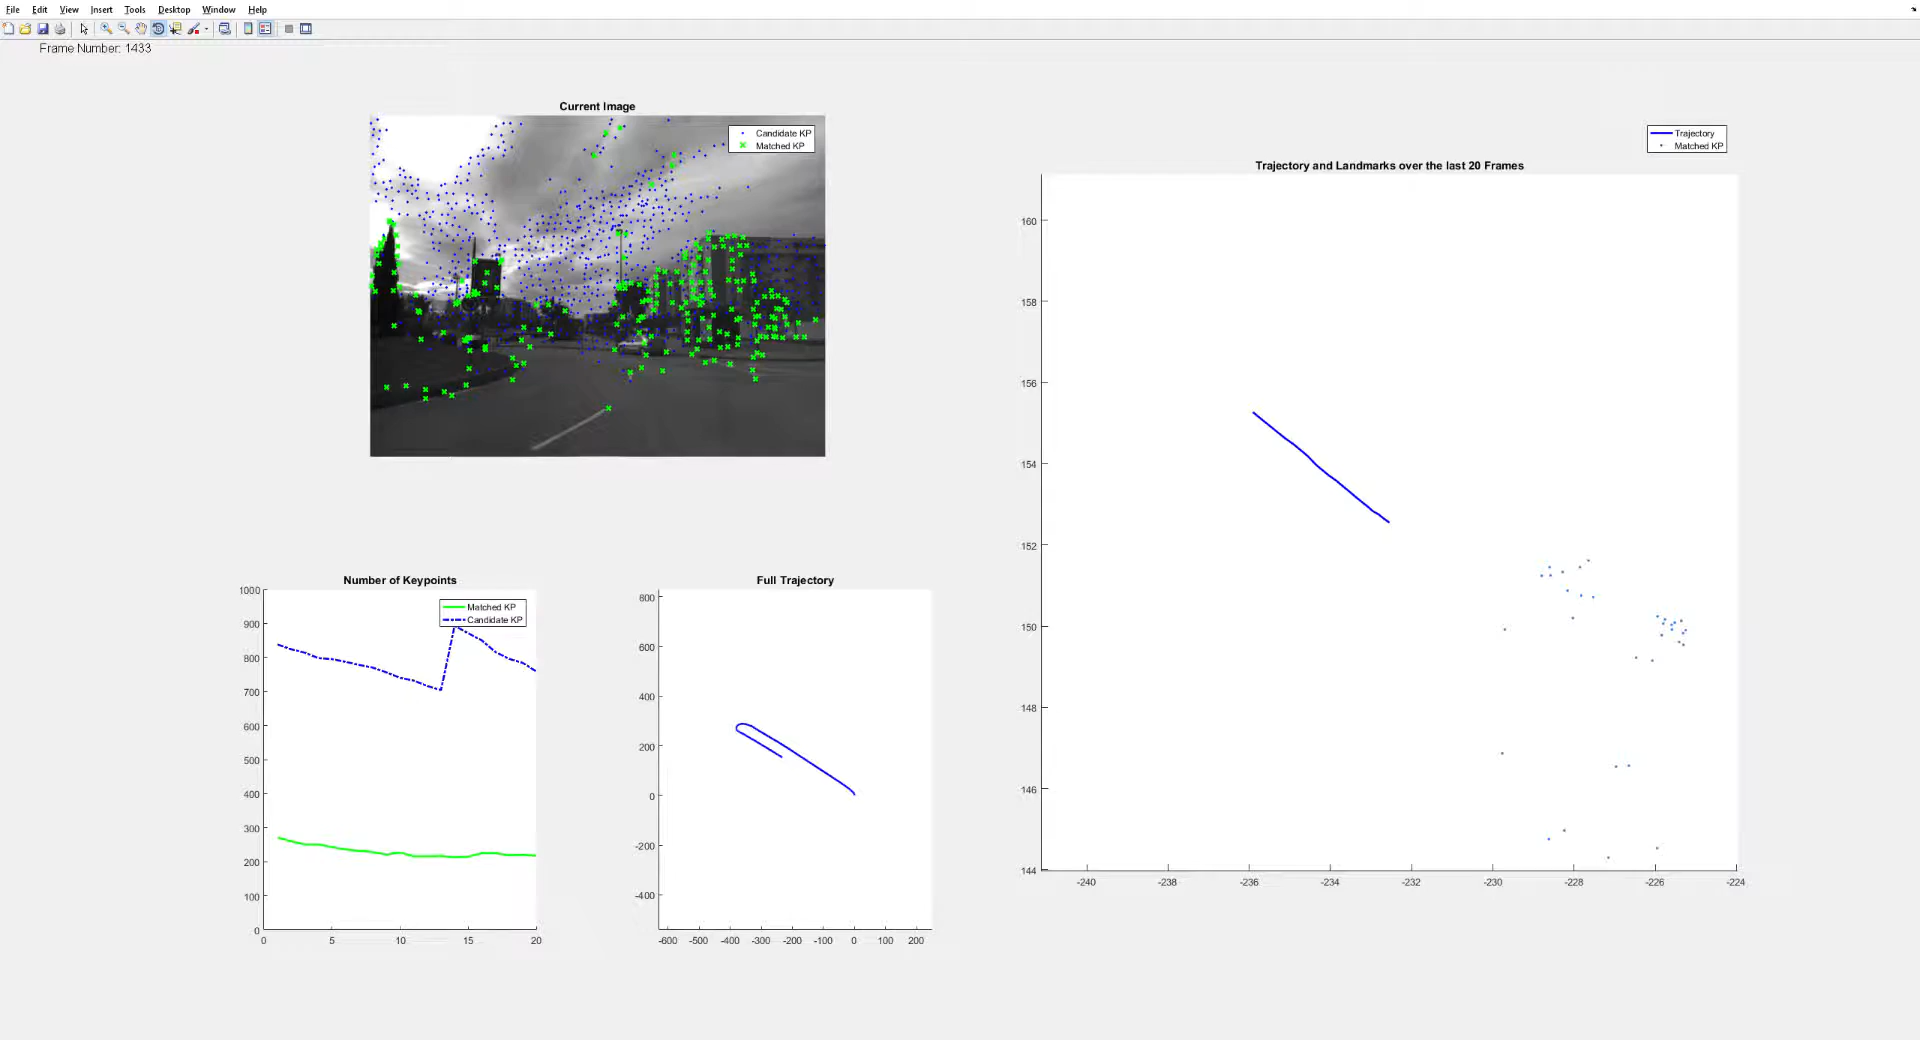 File Edit View Insert Tools Desktop Window Help
Frame Number: 1433
Current Image
Candidate KP
Matched KP
Trajectory
Matched KP
Trajectory and Landmarks over the last 20 Frames
160
158
156
154
152
150
148
146
144
-240 -238 -236 -234 -232 -230 -228 -226 -224
Number of Keypoints
Matched KP
Candidate KP
1000
900
800
700
600
500
400
300
200
100
0
0 5 10 15 20
Full Trajectory
800
600
400
200
0
-200
-400
-600 -500 -400 -300 -200 -100 0 100 200